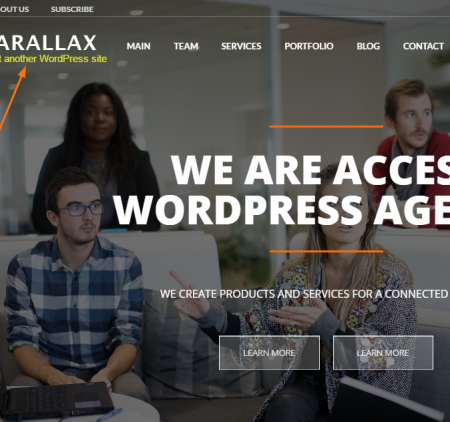 OUT US SUBSCRIBE
ARALLAX
t another WordPress site
MAIN TEAM SERVICES PORTFOLIO BLOG CONTACT
WE ARE ACCES
WORDPRESS AGE
WE CREATE PRODUCTS AND SERVICES FOR A CONNECTED
LEARN MORE LEARN MORE